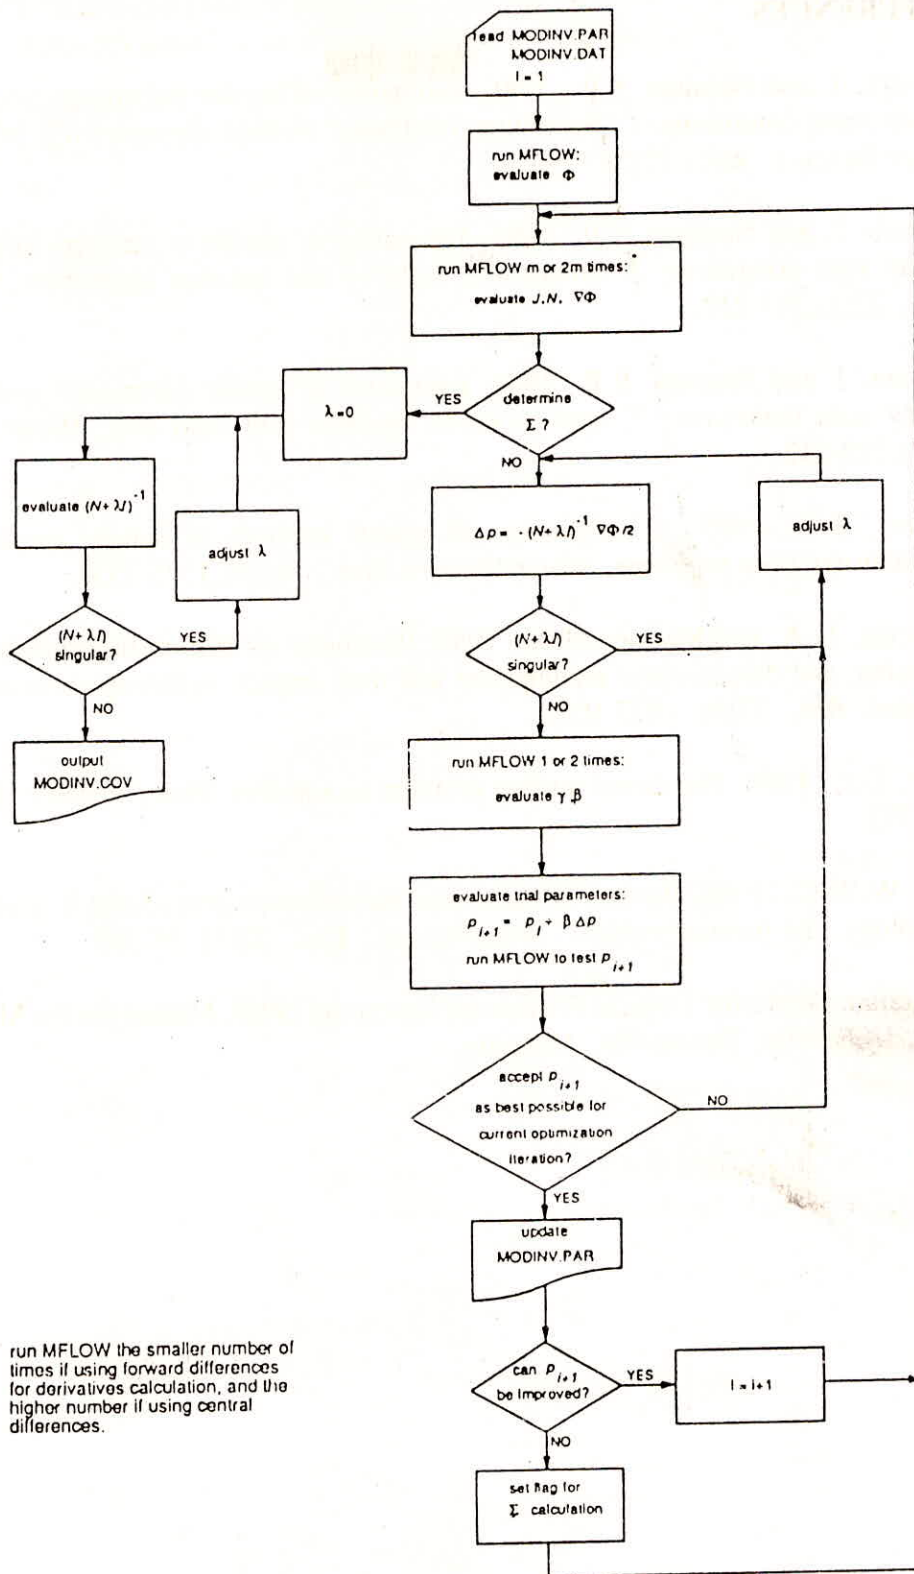 read MODINV.PAR
MODINV.DAT
i = 1
run MFLOW:
evaluate Φ
run MFLOW m or 2m times:*
evaluate J,N, ∇Φ
determine
Σ ?
YES
NO
λ=0
evaluate (N+ λI)⁻¹
adjust λ
(N+ λI)
singular?
YES
NO
output
MODINV.COV
Δp = - (N+ λI)⁻¹ ∇Φ/2
adjust λ
(N+ λI)
singular?
YES
NO
run MFLOW 1 or 2 times:
evaluate γ,β
evaluate trial parameters:
p i+1 = p i + β Δp
run MFLOW to test p i+1
accept p i+1
as best possible for
current optimization
iteration?
NO
YES
update
MODINV.PAR
can p i+1
be improved?
YES
i = i+1
NO
set flag for
Σ calculation
run MFLOW the smaller number of
times if using forward differences
for derivatives calculation, and the
higher number if using central
differences.